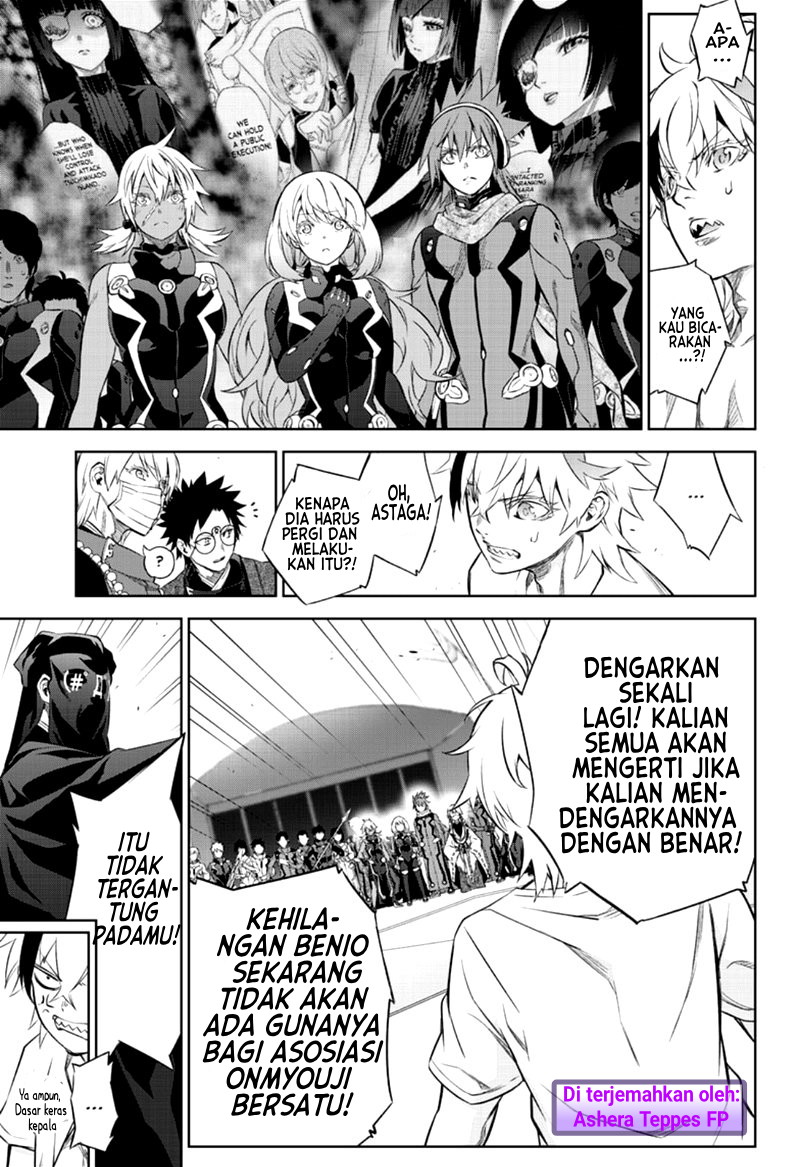 A-
APA
...
YANG
KAU BICA-
RAKAN
...?!
WE
CAN HOLD
A PUBLIC
EXECUTION!
...BUT WHO
KNOWS WHEN
SHE'LL LOSE
CONTROL
AND ATTACK
TSUCHIMIKADO
ISLAND.
...
OH,
ASTAGA!
KENAPA
DIA HARUS
PERGI DAN
MELAKU-
KAN ITU?!
?
DENGARKAN
SEKALI
LAGI! KALIAN
SEMUA AKAN
MENGERTI JIKA
KALIAN MEN-
DENGARKANNYA
DENGAN BENAR!
KEHILA-
NGAN BENIO
SEKARANG
TIDAK AKAN
ADA GUNANYA
BAGI ASOSIASI
ONMYOUJI
BERSATU!
ITU
TIDAK
TERGAN-
TUNG
PADAMU!
...
Ya ampun,
Dasar keras
kepala
Di terjemahkan oleh:
Ashera Teppes FP